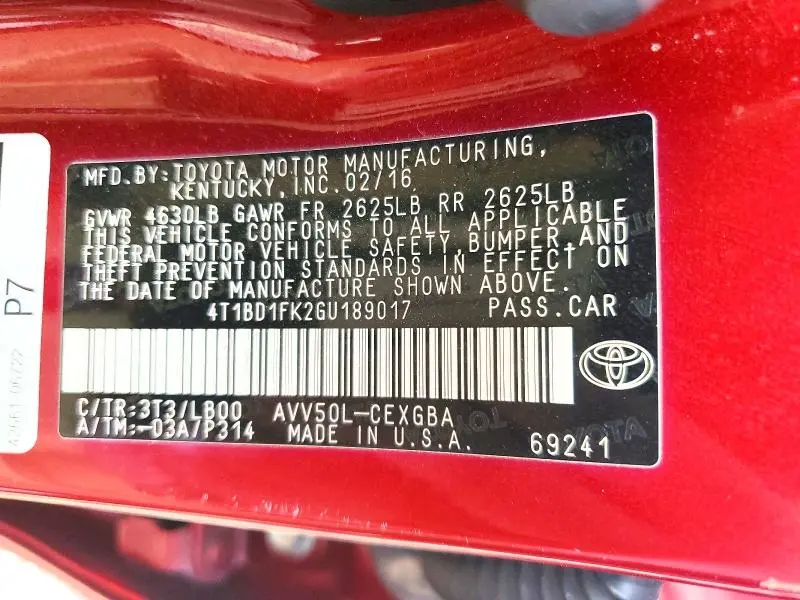 MFD.BY:TOYOTA MOTOR MANUFACTURING,
KENTUCKY,INC.02/16
GVWR 4630LB GAWR FR 2625LB RR 2625LB
THIS VEHICLE CONFORMS TO ALL APPLICABLE
FEDERAL MOTOR VEHICLE SAFETY,BUMPER,AND
THEFT PREVENTION STANDARDS IN EFFECT ON
THE DATE OF MANUFACTURE SHOWN ABOVE.
4T1BD1FK2GU189017 PASS.CAR
C/TR:3T3/LB00 AVV50L-CEXGBA
A/TM:-03A/P314 MADE IN U.S.A. 69241
P7